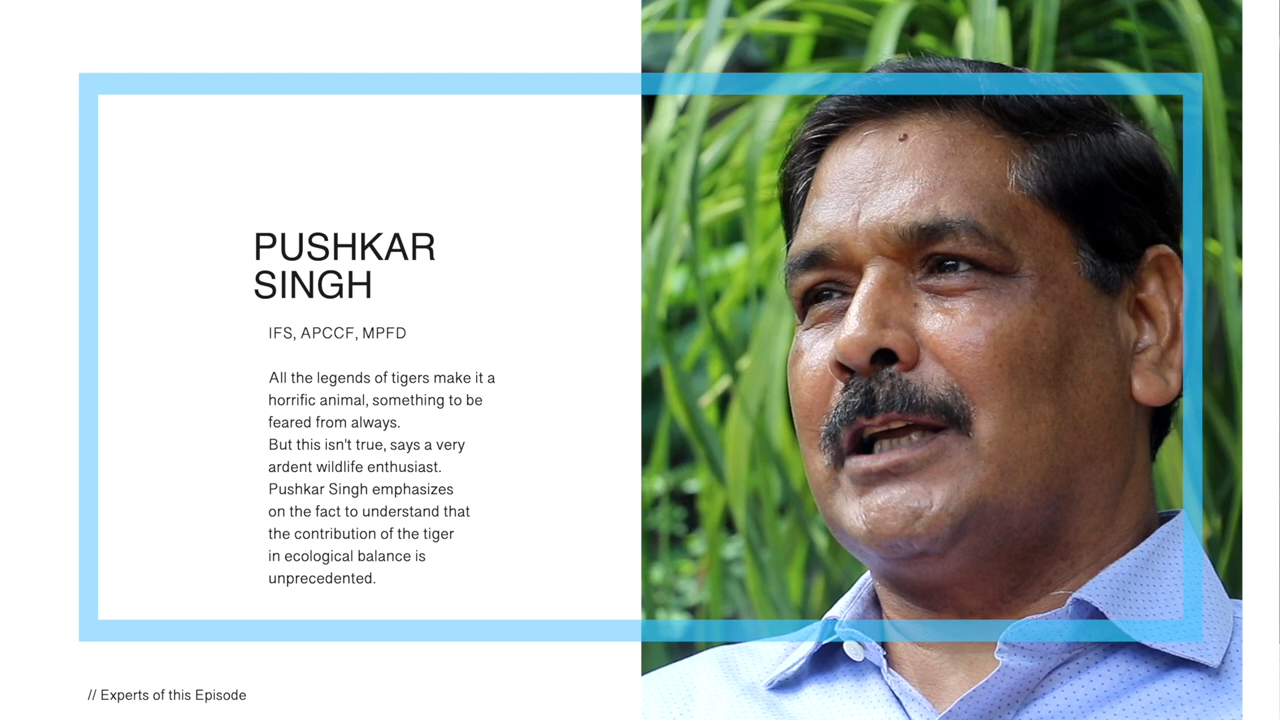 PUSHKAR
SINGH
IFS, APCCF, MPFD
All the legends of tigers make it a
horrific animal, something to be
feared from always.
But this isn't true, says a very
ardent wildlife enthusiast.
Pushkar Singh emphasizes
on the fact to understand that
the contribution of the tiger
in ecological balance is
unprecedented.
// Experts of this Episode